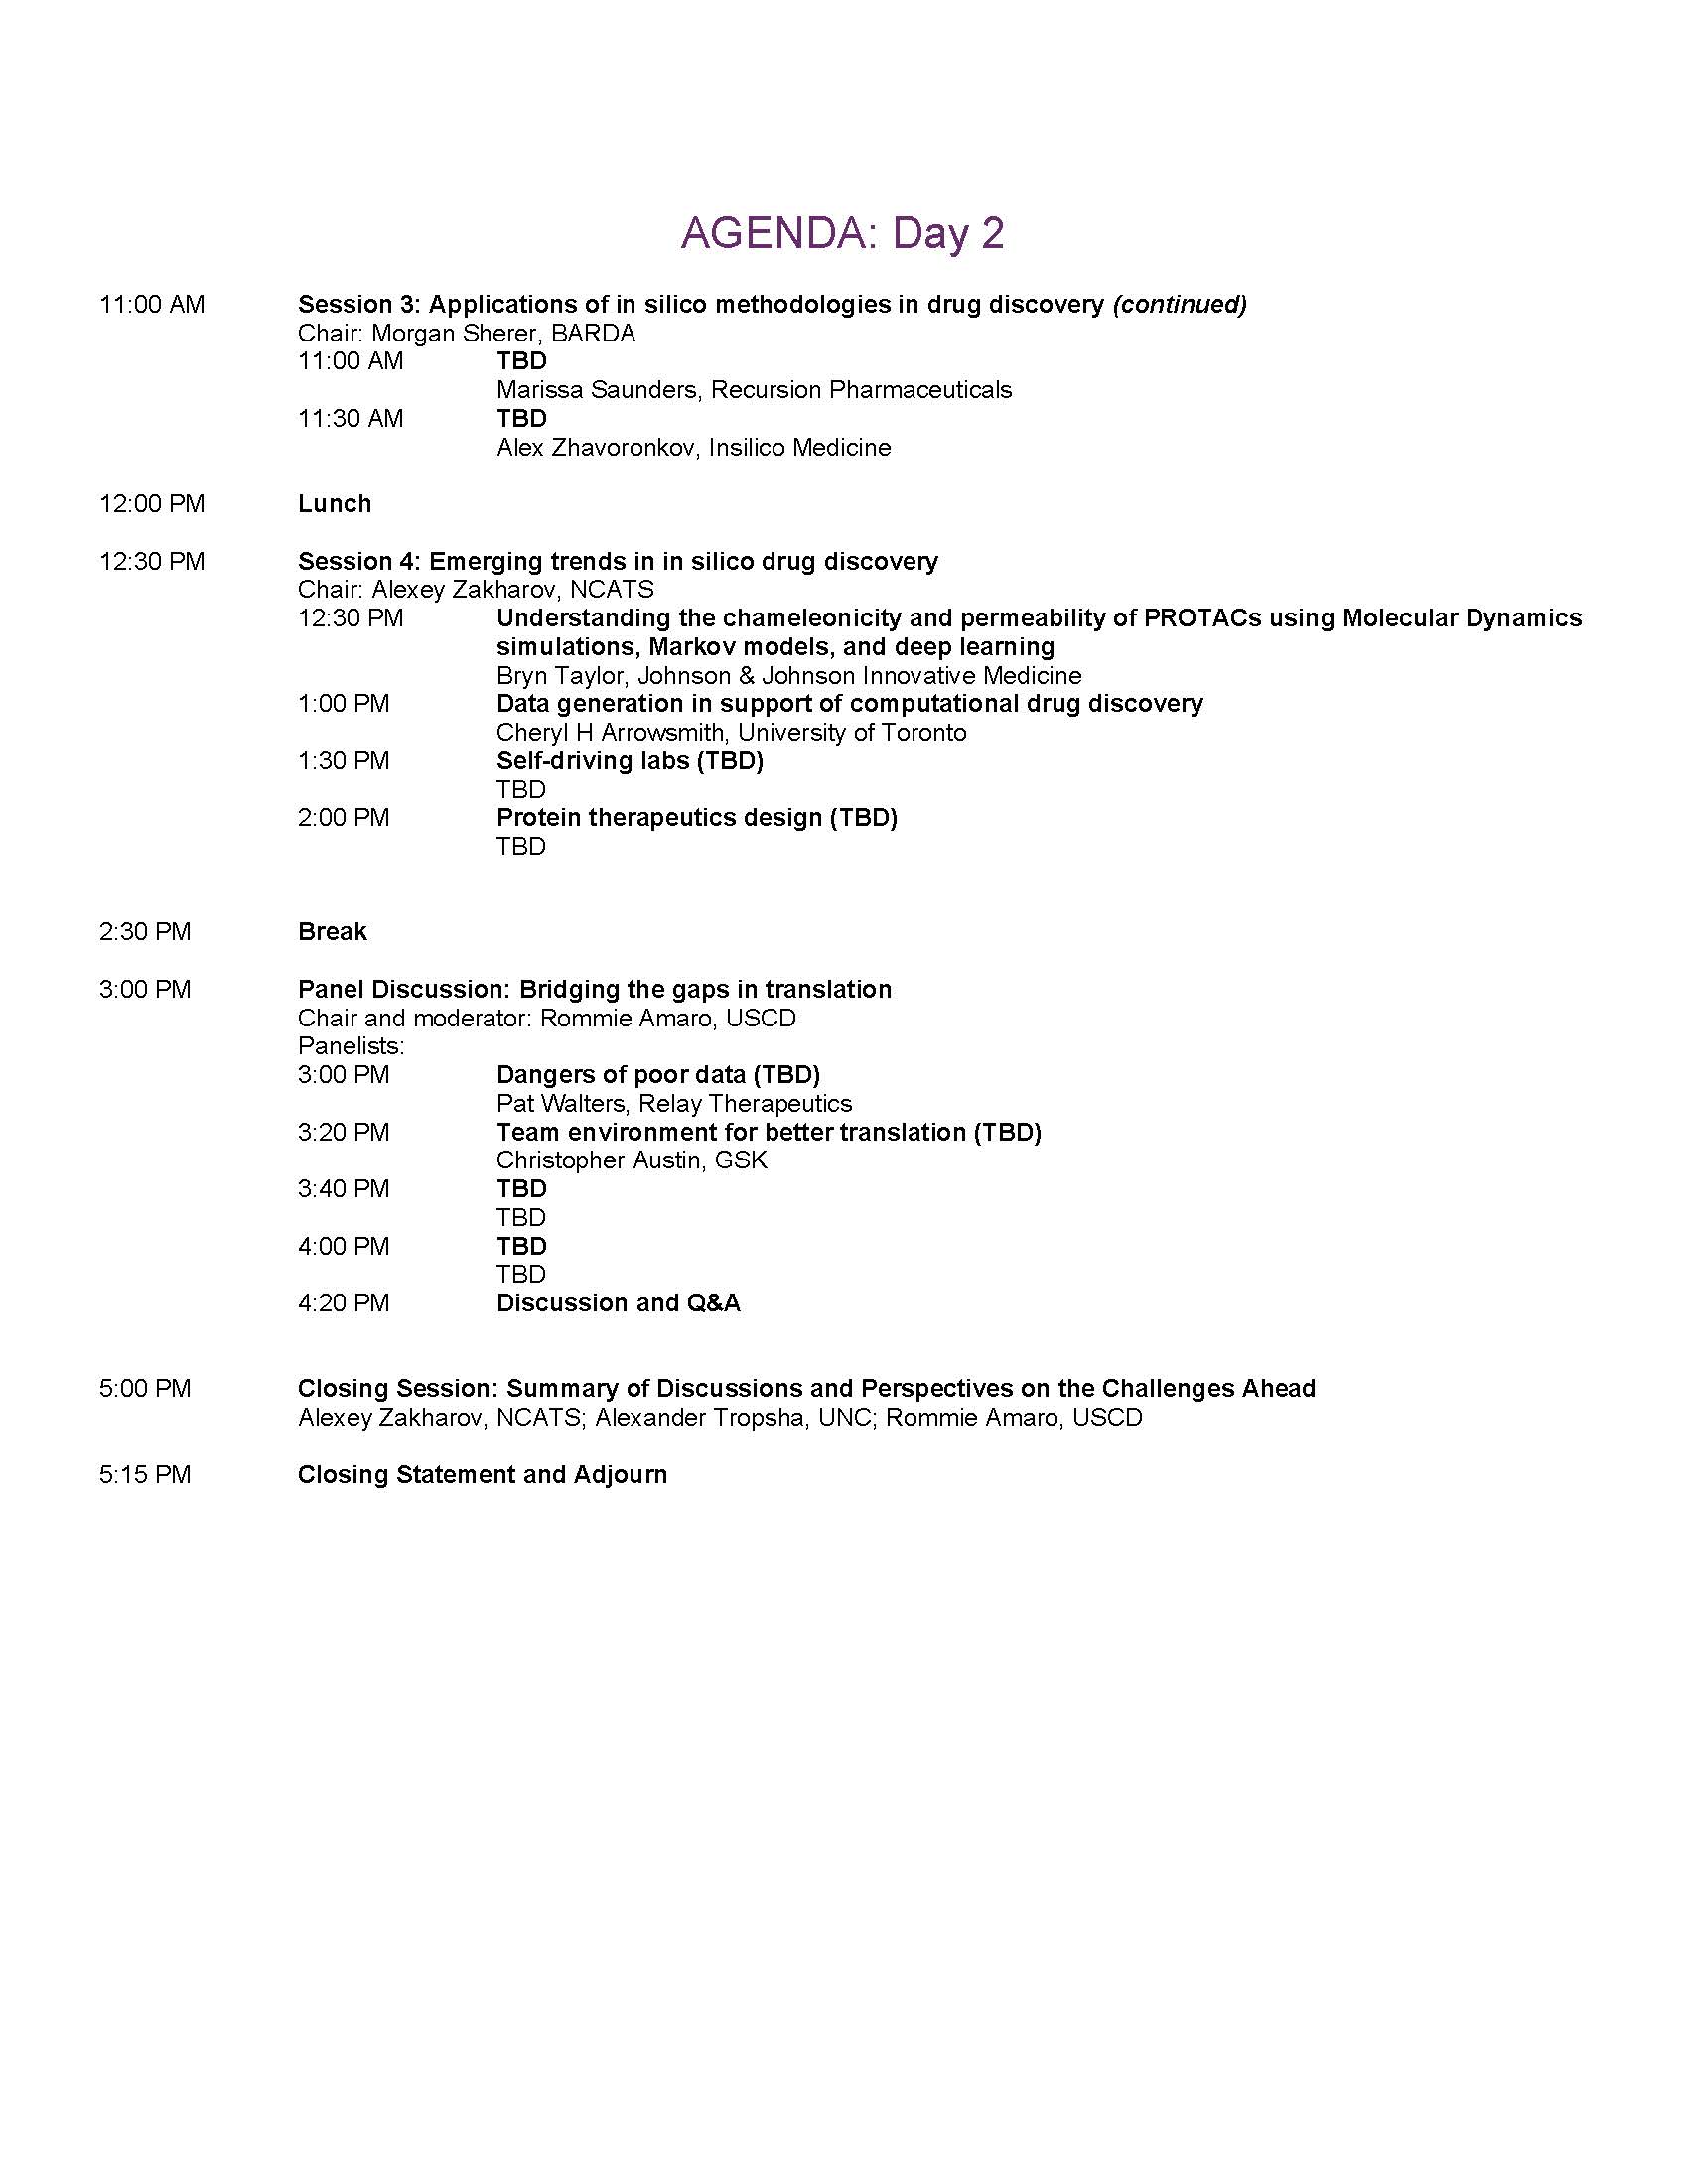 AGENDA: Day 2
11:00 AM Session 3: Applications of in silico methodologies in drug discovery (continued)
Chair: Morgan Sherer, BARDA
11:00 AM TBD
Marissa Saunders, Recursion Pharmaceuticals
11:30 AM TBD
Alex Zhavoronkov, Insilico Medicine
12:00 PM Lunch
12:30 PM Session 4: Emerging trends in in silico drug discovery
Chair: Alexey Zakharov, NCATS
12:30 PM Understanding the chameleonicity and permeability of PROTACs using Molecular Dynamics
simulations, Markov models, and deep learning
Bryn Taylor, Johnson & Johnson Innovative Medicine
1:00 PM Data generation in support of computational drug discovery
Cheryl H Arrowsmith, University of Toronto
1:30 PM Self-driving labs (TBD)
TBD
2:00 PM Protein therapeutics design (TBD)
TBD
2:30 PM Break
3:00 PM Panel Discussion: Bridging the gaps in translation
Chair and moderator: Rommie Amaro, USCD
Panelists:
3:00 PM Dangers of poor data (TBD)
Pat Walters, Relay Therapeutics
3:20 PM Team environment for better translation (TBD)
Christopher Austin, GSK
3:40 PM TBD
TBD
4:00 PM TBD
TBD
4:20 PM Discussion and Q&A
5:00 PM Closing Session: Summary of Discussions and Perspectives on the Challenges Ahead
Alexey Zakharov, NCATS; Alexander Tropsha, UNC; Rommie Amaro, USCD
5:15 PM Closing Statement and Adjourn